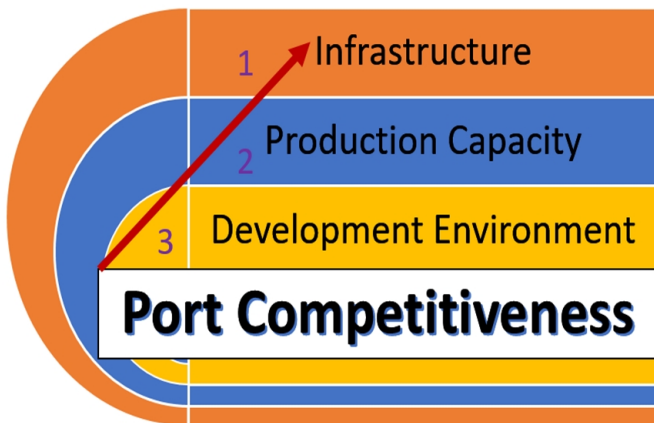 1 Infrastructure
2 Production Capacity
3 Development Environment
Port Competitiveness